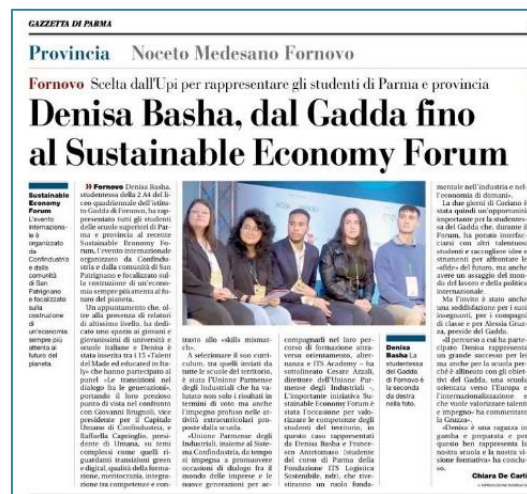 GAZZETTA DI PARMA
Provincia Noceto Medesano Fornovo
Fornovo Scelta dall'Upi per rappresentare gli studenti di Parma e provincia
Denisa Basha, dal Gadda fino
al Sustainable Economy Forum
Sustainable
Economy
Forum
L'evento
internaziona-
le è
organizzato
da
Confindustria
e dalla
comunità di
San
Patrignano
e focalizzato
sulla
costruzione
di
un'economia
sempre più
attenta al
futuro del
pianeta.
» Fornovo Denisa Basha,
studentessa della 2 A4 del li-
ceo quadriennale dell'istitu-
to Gadda di Fornovo, ha rap-
presentato tutti gli studenti
delle scuole superiori di Par-
ma e provincia al recente
Sustainable Economy Fo-
rum, l'evento internazionale
organizzato da Confindu-
stria e dalla comunità di San
Patrignano e focalizzato sul-
la costruzione di un'econo-
mia sempre più attenta al fu-
turo del pianeta.
Un appuntamento che, ol-
tre alla presenza di relatori
di altissimo livello, ha dedi-
cato uno spazio ai giovani e
giovanissimi di università e
scuole italiane e Denisa è
stata inserita tra i 15 «Talent
del Made ed educated in Ita-
ly» che hanno partecipato al
panel «Le transizioni nel
dialogo fra le generazioni»,
portando il loro prezioso
punto di vista nel confronto
con Giovanni Brugnoli, vice
presidente per il Capitale
Umano di Confindustria, e
Raffaella Caprioglio, presi-
dente di Umana, su temi
complessi come quelli ri-
guardanti transizioni green
e digital, qualità della forma-
zione, meritocrazia, integra-
zione tra competenze e con-
trasto allo «skills mismat-
ch».
A selezionare il suo curri-
culum, tra quelli inviati da
tutte le scuole del territorio,
è stata l'Unione Parmense
degli Industriali che ha va-
lutato non solo i risultati in
termini di voto ma anche
l'impegno profuso nelle at-
tività extracurricolari pro-
poste dalla scuola.
«Unione Parmense degli
Industriali, insieme al Siste-
ma Confindustria, da tempo
si impegna a promuovere
occasioni di dialogo fra il
mondo delle imprese e le
nuove generazioni per ac-
compagnarli nel loro per-
corso di formazione attra-
verso orientamento, alter-
nanza e ITS Academy – ha
sottolineato Cesare Azzali,
direttore dell'Unione Par-
mense degli Industriali -.
L'importante iniziativa Su-
stainable Economy Forum è
stata l'occasione per valo-
rizzare le competenze degli
studenti del territorio, in
questo caso rappresentati
da Denisa Basha e France-
sco Antertomaso (studente
del corso di Parma della
Fondazione ITS Logistica
Sostenibile, ndr), che rive-
stiranno un ruolo fonda-
Denisa
Basha La
studentessa
del Gadda
di Fornovo è
la seconda
da destra
nella foto.
mentale nell'industria e nel-
l'economia di domani».
La due giorni di Coriano è
stata quindi un'opportunità
importante per la studentes-
sa del Gadda che, durante il
Forum, ha potuto interfac-
ciarsi con altri talentuosi
studenti e raccogliere idee e
strumenti per affrontare le
«sfide» del futuro, ma anche
avere un assaggio del mon-
do del lavoro e della politica
internazionale.
Ma l'invito è stato anche
una soddisfazione per i suoi
insegnanti, per i compagni
di classe e per Alessia Gruz-
za, preside del Gadda.
«Il percorso a cui ha parte-
cipato Denisa rappresenta
un grande successo per lei
ma anche per la scuola per-
ché è allineato con gli obiet-
tivi del Gadda, una scuola
orientata verso l'Europa e
l'internazionalizzazione e
che vuole valorizzare talenti
e impegno» ha commentato
la Gruzza».
«Denisa è una ragazza in
gamba e preparata e per
questo ben rappresenta la
nostra scuola e la nostra vi-
sione formativa» ha conclu-
so.
Chiara De Carli